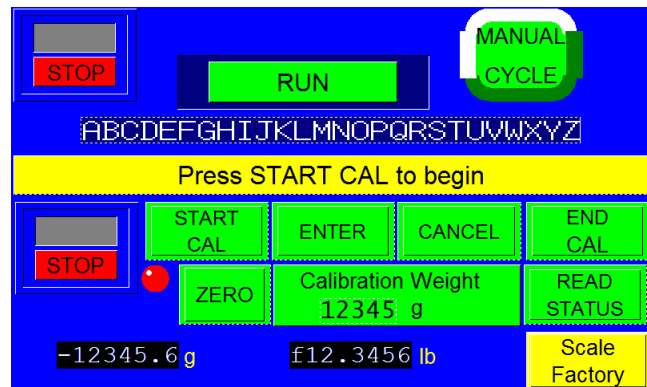 STOP
MANUAL
CYCLE
RUN
ABCDEFGHIJKLMNOPQRSTUVWXYZ
Press START CAL to begin
STOP
START
CAL
ENTER
CANCEL
END
CAL
ZERO
Calibration Weight
12345 g
READ
STATUS
-12345.6 g
f12.3456 lb
Scale
Factory